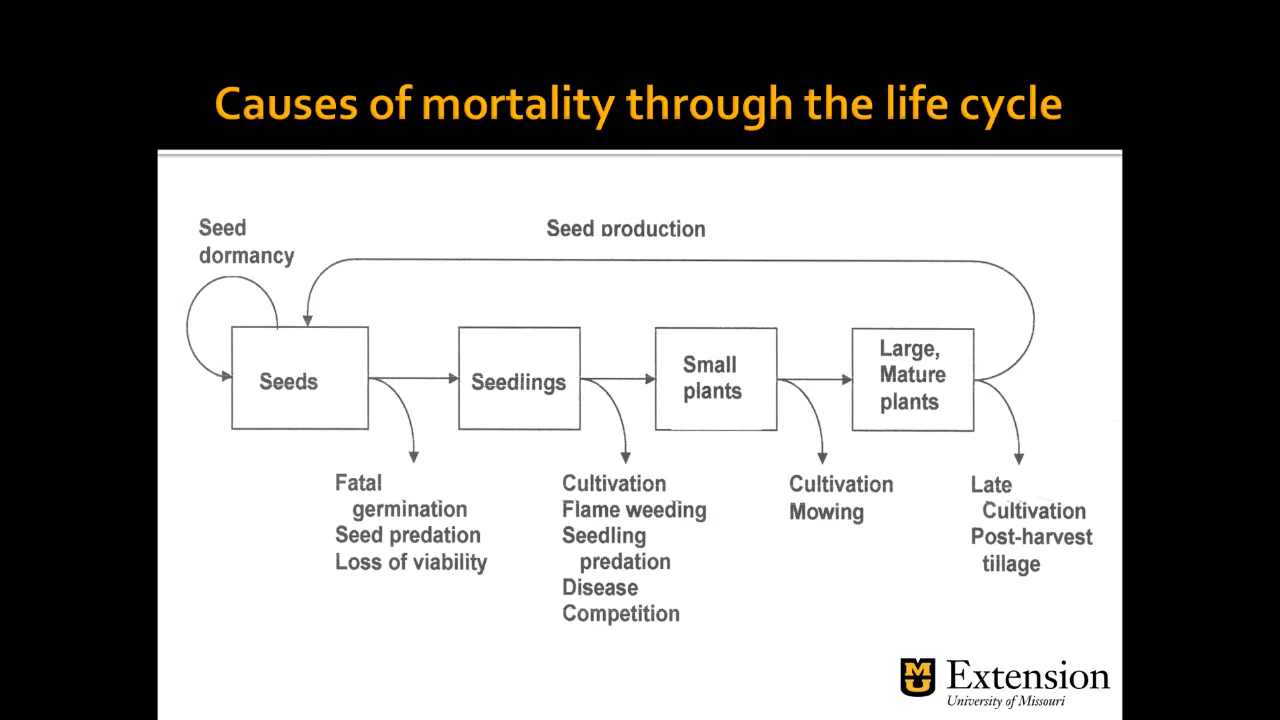 Causes of mortality through the life cycle
Seed
dormancy
Seed production
Seeds
Seedlings
Small
plants
Large,
Mature
plants
Fatal
germination
Seed predation
Loss of viability
Cultivation
Flame weeding
Seedling
predation
Disease
Competition
Cultivation
Mowing
Late
Cultivation
Post-harvest
tillage
MU
Extension
University of Missouri